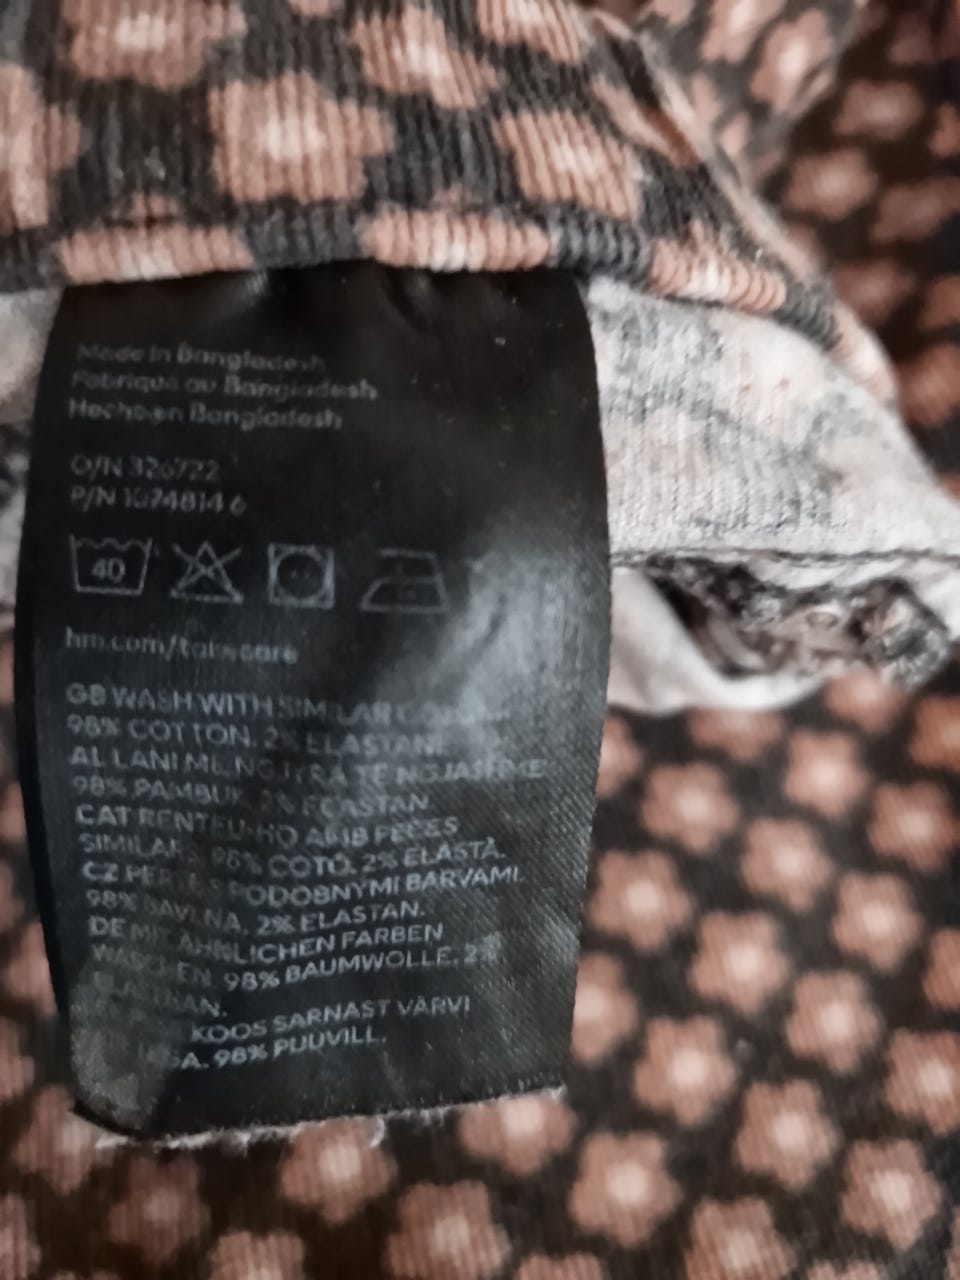 Made in Bangladesh
Fabriqué au Bangladesh
Hecho en Bangladesh
O/N 326722
P/N 1074814 6
40
hm.com/takecare
GB WASH WITH SIMILAR
98% COTTON, 2% ELASTANE
AL LANI ME NGJYRA TË NGJASHME
98% PAMBUK, 2% ELASTAN
CAT RENTEU-HO AMB PECES
SIMILARS 98% COTÓ, 2% ELASTÀ.
CZ PERTE S PODOBNÝMI BARVAMI.
98% BAVLNA, 2% ELASTAN.
DE MIT ÄHNLICHEN FARBEN
WASCHEN. 98% BAUMWOLLE, 2%
ELASTHAN.
KOOS SARNAST VÄRVI
98% PUUVILL.